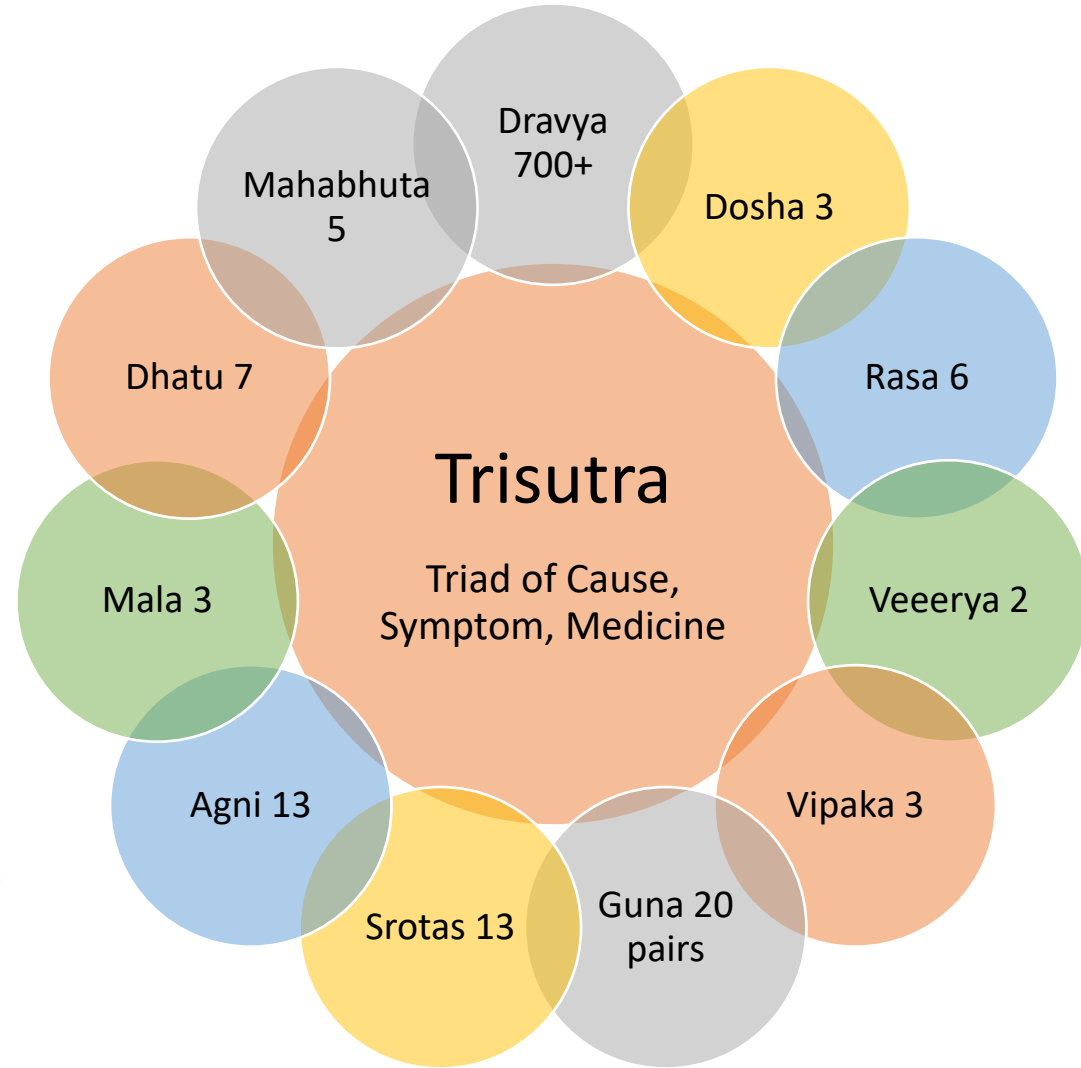 Dravya
700+
Dosha 3
Rasa 6
Veeerya 2
Vipaka 3
Guna 20
pairs
Srotas 13
Agni 13
Mala 3
Dhatu 7
Mahabhuta
5
Trisutra
Triad of Cause,
Symptom, Medicine